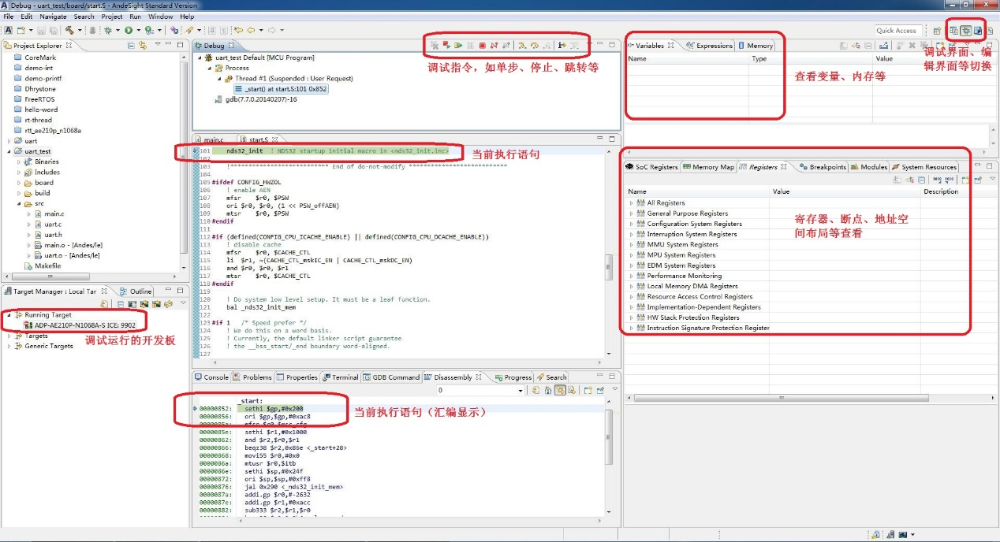 Debug - uart_test/board/start.S - AndeSight Standard Version
File Edit Navigate Search Project Run Window Help
Quick Access
Project Explorer
CoreMark
demo-int
demo-printf
Dhrystone
FreeRTOS
hello-word
rt-thread
rtt_ae210p_n1068a
uart
uart_test
Binaries
Includes
board
build
src
main.c
uart.c
uart.h
main.o - [Andes/le]
uart.o - [Andes/le]
Makefile
Target Manager : Local Tar
Outline
Running Target
ADP-AE210P-N1068A-S ICE: 9902
Targets
Generic Targets
调试运行的开发板
Debug
uart_test Default [MCU Program]
Process
Thread #1 (Suspended : User Request)
_start() at start.S:101 0x852
gdb(7.7.0.20140207)-16
调试指令，如单步、停止、跳转等
main.c start.S
101 nds32_init ! NDS32 startup initial macro in <nds32_init.inc>
当前执行语句
102
103 !*************************** End of do-not-modify ***************************
104
105 #ifdef CONFIG_HWZOL
106 ! enable AEN
107 mfsr $r0, $PSW
108 ori $r0, $r0, (1 << PSW_offAEN)
109 mtsr $r0, $PSW
110 #endif
111
112 #if (defined(CONFIG_CPU_ICACHE_ENABLE) || defined(CONFIG_CPU_DCACHE_ENABLE))
113 ! disable cache
114 mfsr $r0, $CACHE_CTL
115 li $r1, ~(CACHE_CTL_mskIC_EN | CACHE_CTL_mskDC_EN)
116 and $r0, $r0, $r1
117 mtsr $r0, $CACHE_CTL
118 #endif
119
120 ! Do system low level setup. It must be a leaf function.
121 bal _nds32_init_mem
122
123 #if 1 /* Speed prefer */
124 ! We do this on a word basis.
125 ! Currently, the default linker script guarantee
126 ! the __bss_start/_end boundary word-aligned.
127
Console Problems Properties Terminal GDB Command Disassembly Progress Search
0
_start:
00000852: sethi $gp,#0x200
00000856: ori $gp,$gp,#0xac8
0000085a: mfsr $r0,$msc_cfg
0000085e: sethi $r1,#0x1000
00000862: and $r2,$r0,$r1
00000866: beqz38 $r2,0x86e <_start+28>
00000868: movi55 $r0,#0x0
0000086a: mtusr $r0,$itb
0000086e: sethi $sp,#0x24f
00000872: ori $sp,$sp,#0xff8
00000876: jal 0x290 <_nds32_init_mem>
0000087a: addi.gp $r0,#-2632
0000087e: addi.gp $r1,#0xacc
00000882: sub333 $r2,$r1,$r0
当前执行语句（汇编显示）
Variables Expressions Memory
Name Type Value
查看变量、内存等
调试界面、编
辑界面等切换
SoC Registers Memory Map Registers Breakpoints Modules System Resources
Name Value Description
All Registers
General Purpose Registers
Configuration System Registers
Interruption System Registers
MMU System Registers
MPU System Registers
EDM System Registers
Performance Monitoring
Local Memory DMA Registers
Resource Access Control Registers
Implementation-Dependent Registers
HW Stack Protection Registers
Instruction Signature Protection Register
寄存器、断点、地址空
间布局等查看